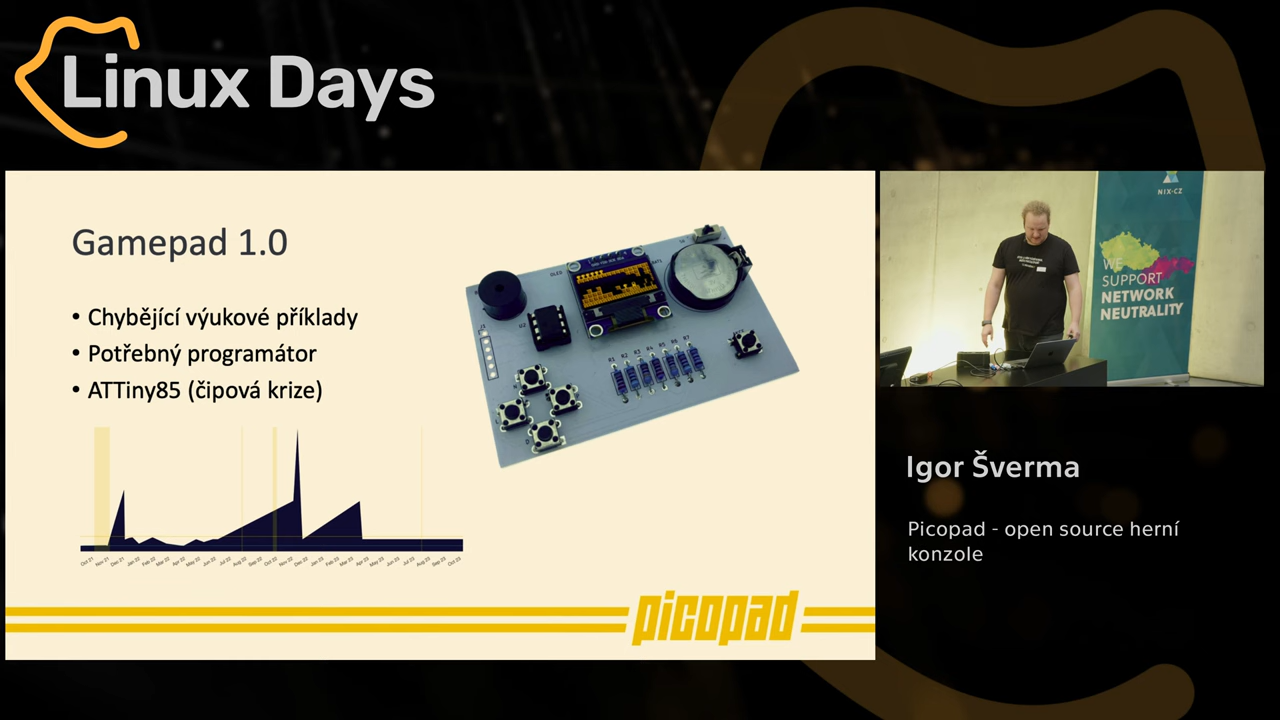 Linux Days
Gamepad 1.0
• Chybějící výukové příklady
• Potřebný programátor
• ATTiny85 (čipová krize)
picopad
NIX·CZ
WE
SUPPORT
NETWORK
NEUTRALITY
Igor Šverma
Picopad - open source herní
konzole